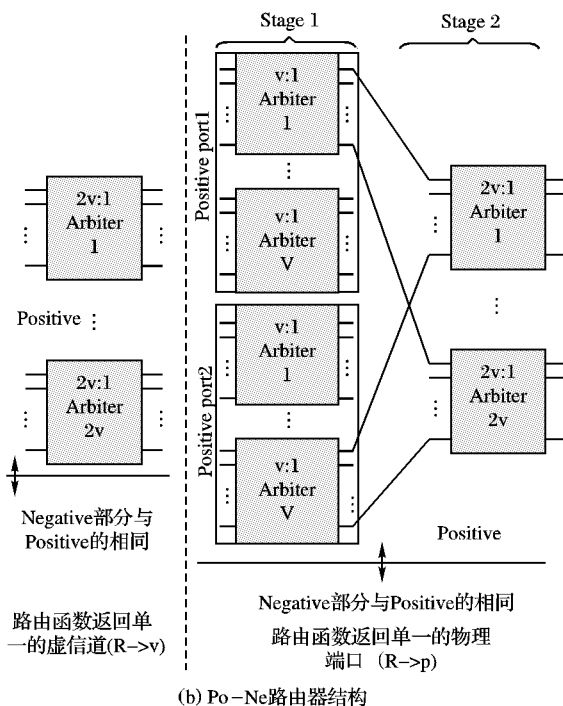 Stage 1
Stage 2
Positive port1
v:1
Arbiter
1
⋮
v:1
Arbiter
V
Positive port2
v:1
Arbiter
1
⋮
v:1
Arbiter
V
2v:1
Arbiter
1
⋮
2v:1
Arbiter
2v
Positive
2v:1
Arbiter
1
Positive ⋮
2v:1
Arbiter
2v
Negative部分与
Positive的相同
路由函数返回单
一的虚信道(R->v)
Negative部分与Positive的相同
路由函数返回单一的物理
端口 (R->p)
(b) Po-Ne路由器结构